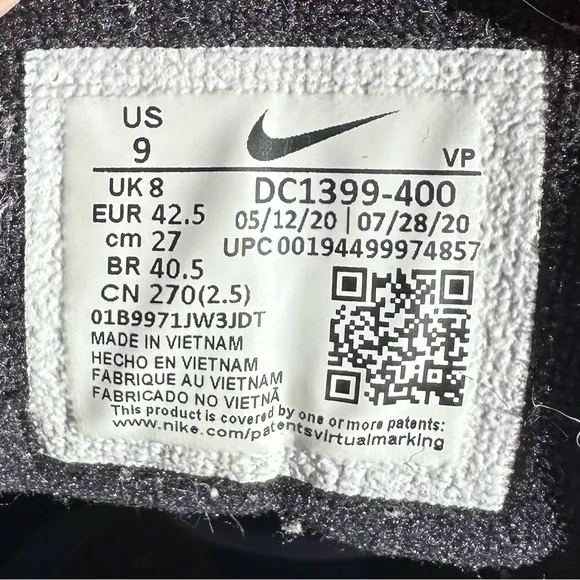 US
9
VP
UK 8
EUR 42.5
cm 27
BR 40.5
CN 270(2.5)
DC1399-400
05/12/20 | 07/28/20
UPC 00194499974857
01B9971JW3JDT
MADE IN VIETNAM
HECHO EN VIETNAM
FABRIQUE AU VIETNAM
FABRICADO NO VIETNÃ
This product is covered by one or more patents:
www.nike.com/patentsvirtualmarking